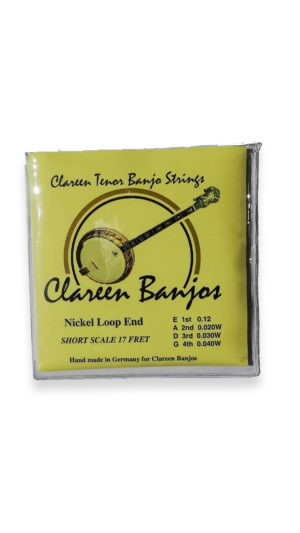 Clareen Tenor Banjo Strings
Clareen Banjos
Nickel Loop End
SHORT SCALE 17 FRET
E 1st 0.12
A 2nd 0.020W
D 3rd 0.030W
G 4th 0.040W
Hand made in Germany for Clareen Banjos